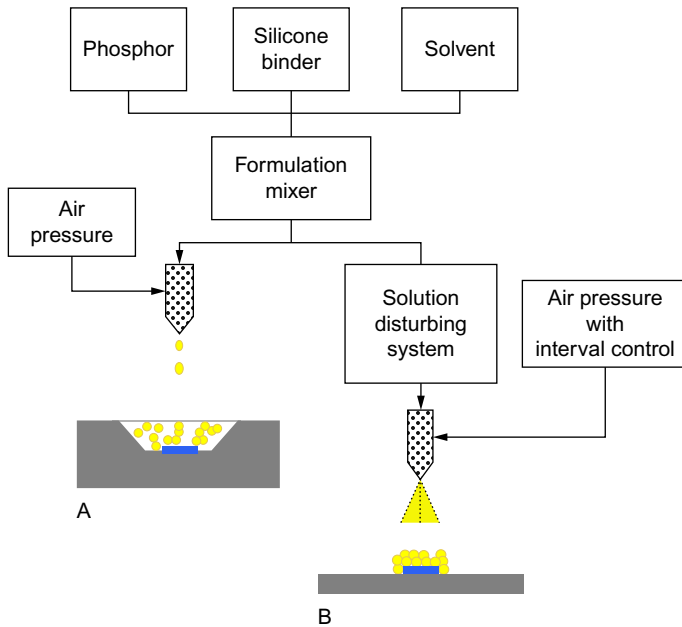 Phosphor
Silicone
binder
Solvent
Formulation
mixer
Air
pressure
Solution
disturbing
system
Air pressure
with
interval control
A
B